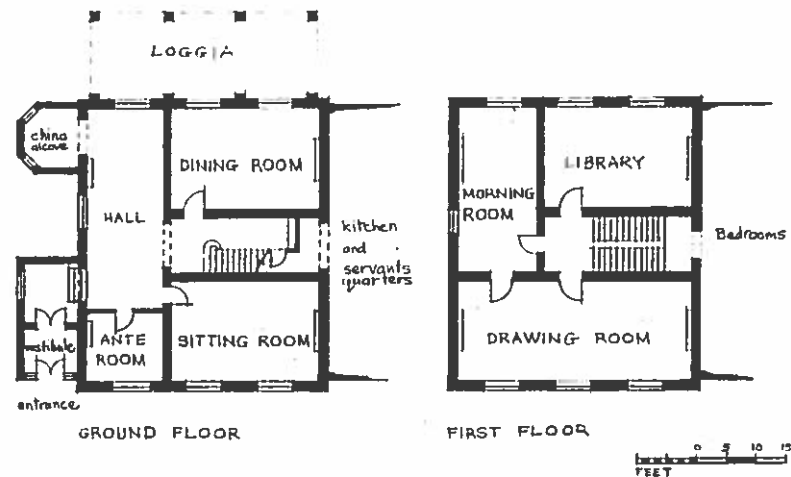 LOGGIA
china
alcove
DINING ROOM
HALL
kitchen
and
servants
quarters
vestibule
ANTE
ROOM
SITTING ROOM
entrance
GROUND FLOOR
LIBRARY
MORNING
ROOM
Bedrooms
DRAWING ROOM
FIRST FLOOR
0 5 10 15
FEET